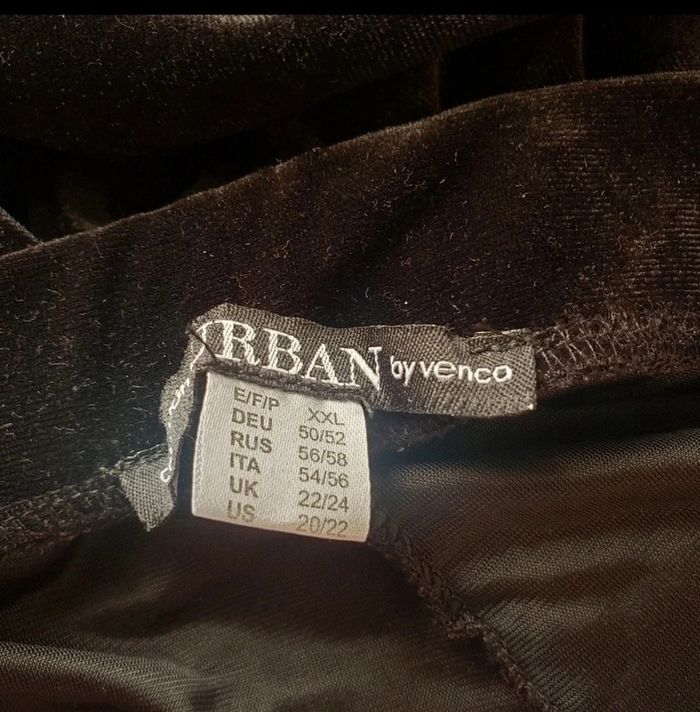 RBAN by venca
E/F/P XXL
DEU 50/52
RUS 56/58
ITA 54/56
UK 22/24
US 20/22